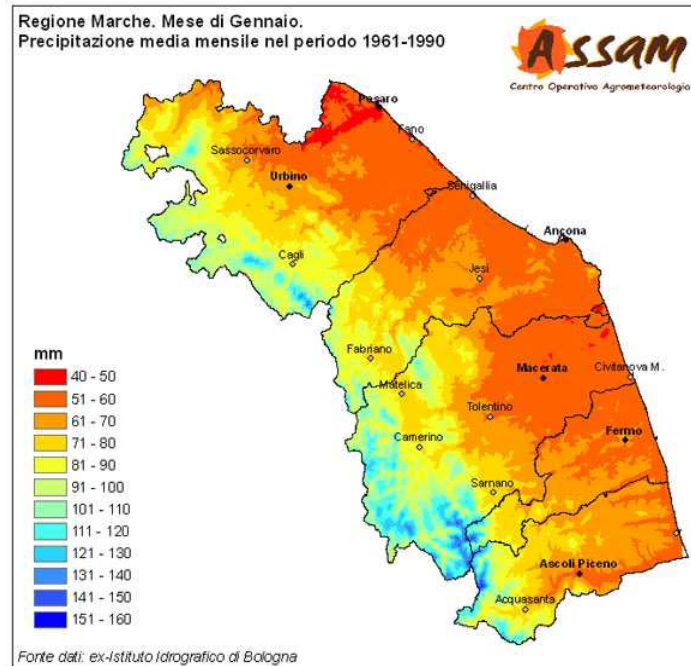 Regione Marche. Mese di Gennaio.
Precipitazione media mensile nel periodo 1961-1990
Assam
Centro Operativo Agrometeorologia
Pesaro
Fano
Sassocorvaro
Urbino
Senigallia
Ancona
Cagli
Jesi
Fabriano
Matelica
Macerata
Civitanova M.
Tolentino
Camerino
Fermo
Sarnano
Ascoli Piceno
Acquasanta
mm
40 - 50
51 - 60
61 - 70
71 - 80
81 - 90
91 - 100
101 - 110
111 - 120
121 - 130
131 - 140
141 - 150
151 - 160
Fonte dati: ex-Istituto Idrografico di Bologna